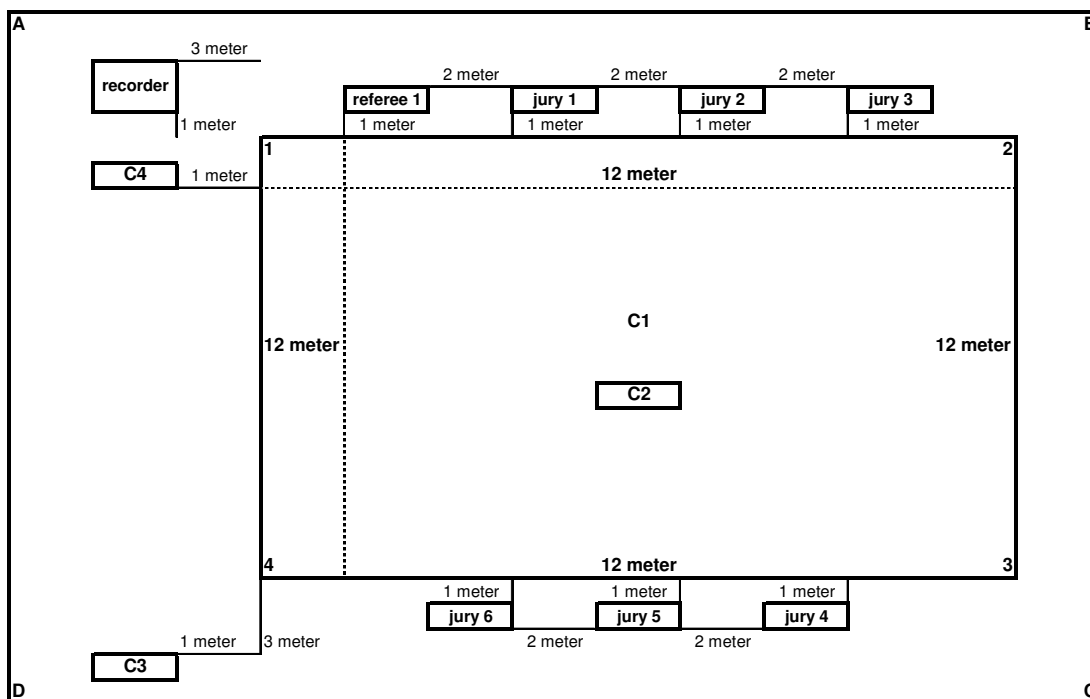 A
B
3 meter
recorder
2 meter
2 meter
2 meter
referee 1
jury 1
jury 2
jury 3
1 meter
1 meter
1 meter
1 meter
1 meter
1
2
C4
1 meter
12 meter
C1
12 meter
12 meter
C2
4
12 meter
3
1 meter
1 meter
1 meter
jury 6
jury 5
jury 4
1 meter
3 meter
2 meter
2 meter
C3
D
C